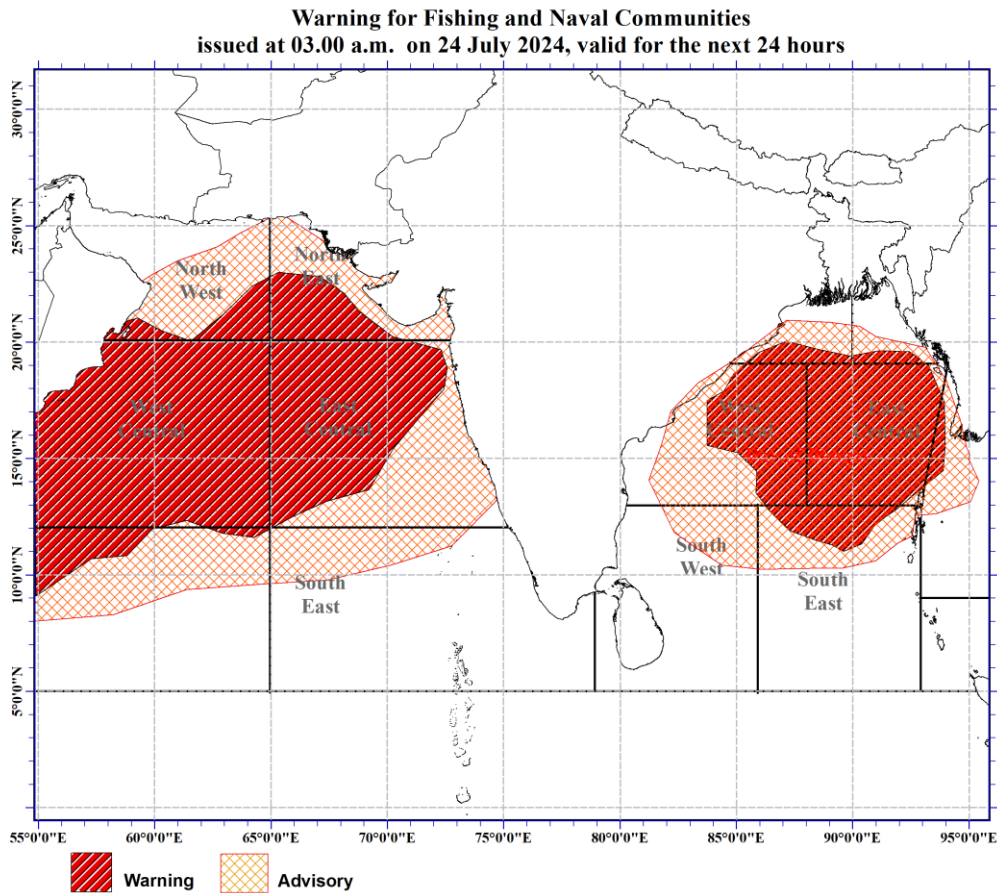 Warning for Fishing and Naval Communities
issued at 03.00 a.m. on 24 July 2024, valid for the next 24 hours
30°0'0"N
25°0'0"N
20°0'0"N
15°0'0"N
10°0'0"N
5°0'0"N
North
West
North
East
West
Central
East
Central
South
East
West
Central
East
Central
South
West
South
East
55°0'0"E
60°0'0"E
65°0'0"E
70°0'0"E
75°0'0"E
80°0'0"E
85°0'0"E
90°0'0"E
95°0'0"E
Warning
Advisory